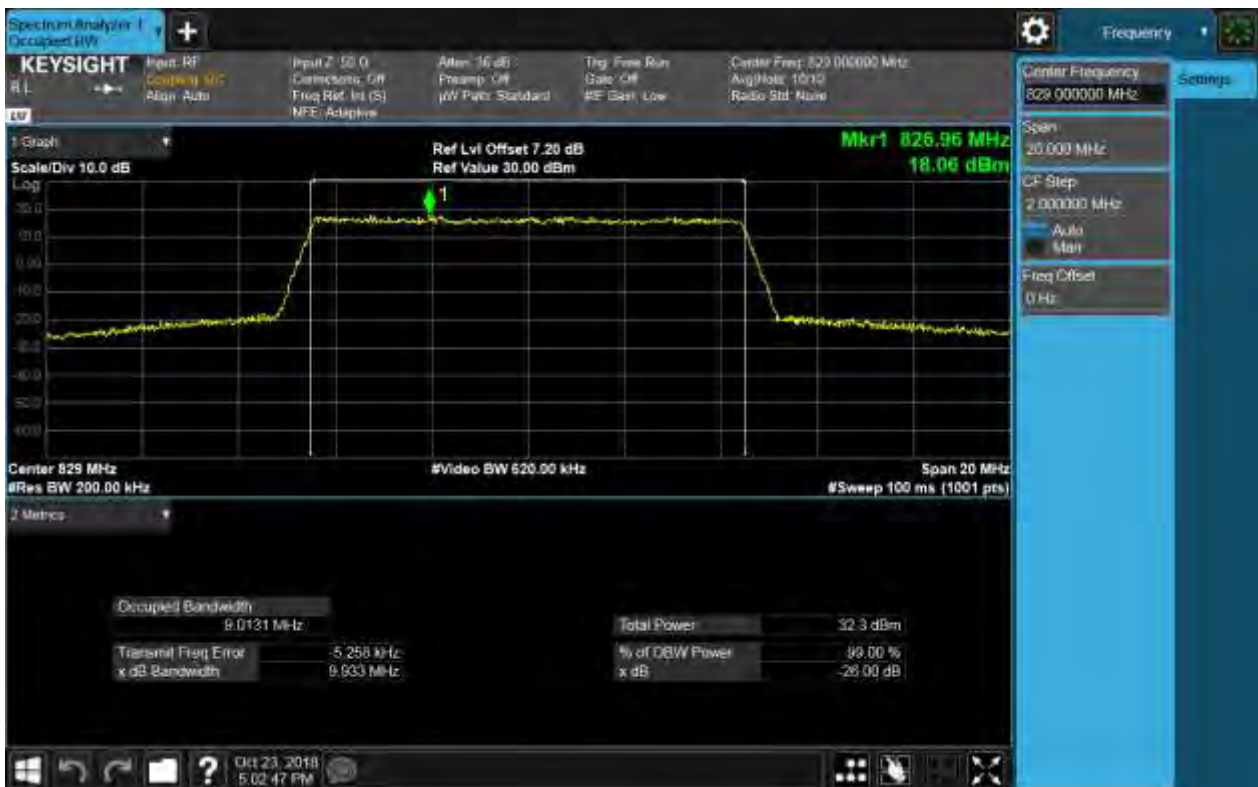 Spectrum Analyzer 1
Occupied BW
Frequency
KEYSIGHT
Input: RF
Coupling: DC
Align: Auto
Input Z: 50 Ω
Corrections: Off
Freq Ref: Int (S)
NFE: Adaptive
Atten: 36 dB
Preamp: Off
µW Path: Standard
Trig: Free Run
Gate: Off
#IF Gain: Low
Center Freq: 829.000000 MHz
Avg|Hold: 10/10
Radio Std: None
LW
Center Frequency
829.000000 MHz
Settings
Span
20.000 MHz
CF Step
2.000000 MHz
Auto
Man
Freq Offset
0 Hz
1 Graph
Scale/Div 10.0 dB
Ref Lvl Offset 7.20 dB
Ref Value 30.00 dBm
Mkr1 826.96 MHz
18.06 dBm
Log
20.0
10.0
0.00
1
Center 829 MHz
#Res BW 200.00 kHz
#Video BW 620.00 kHz
Span 20 MHz
#Sweep 100 ms (1001 pts)
2 Metrics
Occupied Bandwidth
9.0131 MHz
Total Power 32.3 dBm
Transmit Freq Error -5.258 kHz
% of OBW Power 99.00 %
x dB Bandwidth 9.933 MHz
x dB -26.00 dB
?
Oct 23, 2018
5:02:47 PM